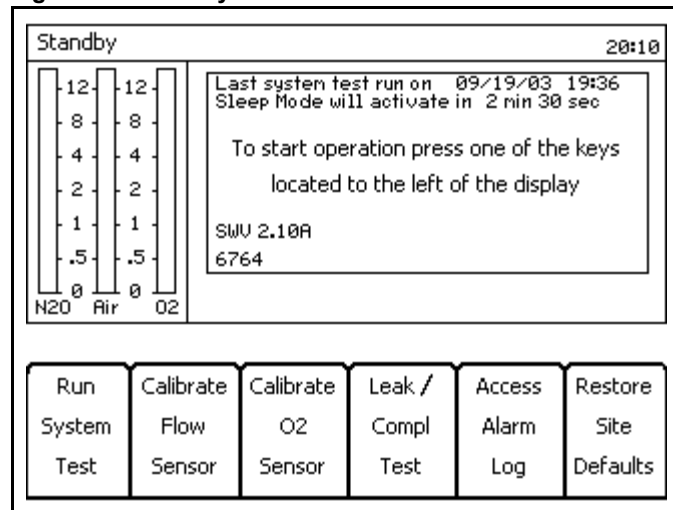 Standby 20:10
12 12
8 8
4 4
2 2
1 1
.5 .5
0 0
N2O Air O2
Last system test run on 09/19/03 19:36
Sleep Mode will activate in 2 min 30 sec
To start operation press one of the keys
located to the left of the display
SWV 2.10A
6764
Run
System
Test
Calibrate
Flow
Sensor
Calibrate
O2
Sensor
Leak /
Compl
Test
Access
Alarm
Log
Restore
Site
Defaults